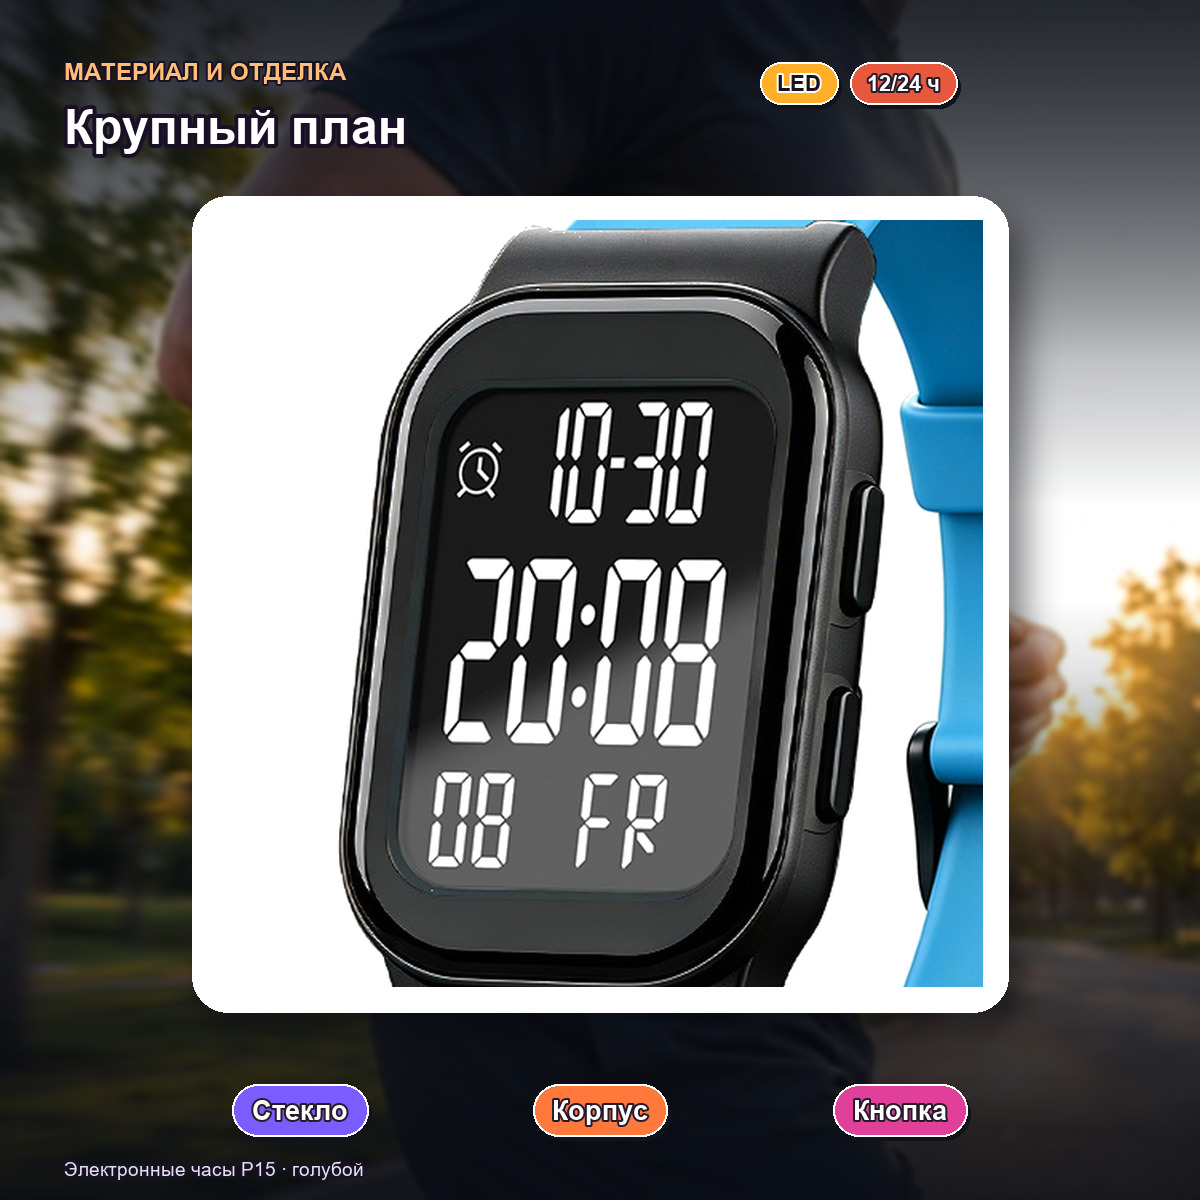 МАТЕРИАЛ И ОТДЕЛКА
Крупный план
LED
12/24 ч
10-30
20:08
08 FR
Стекло
Корпус
Кнопка
Электронные часы P15 · голубой